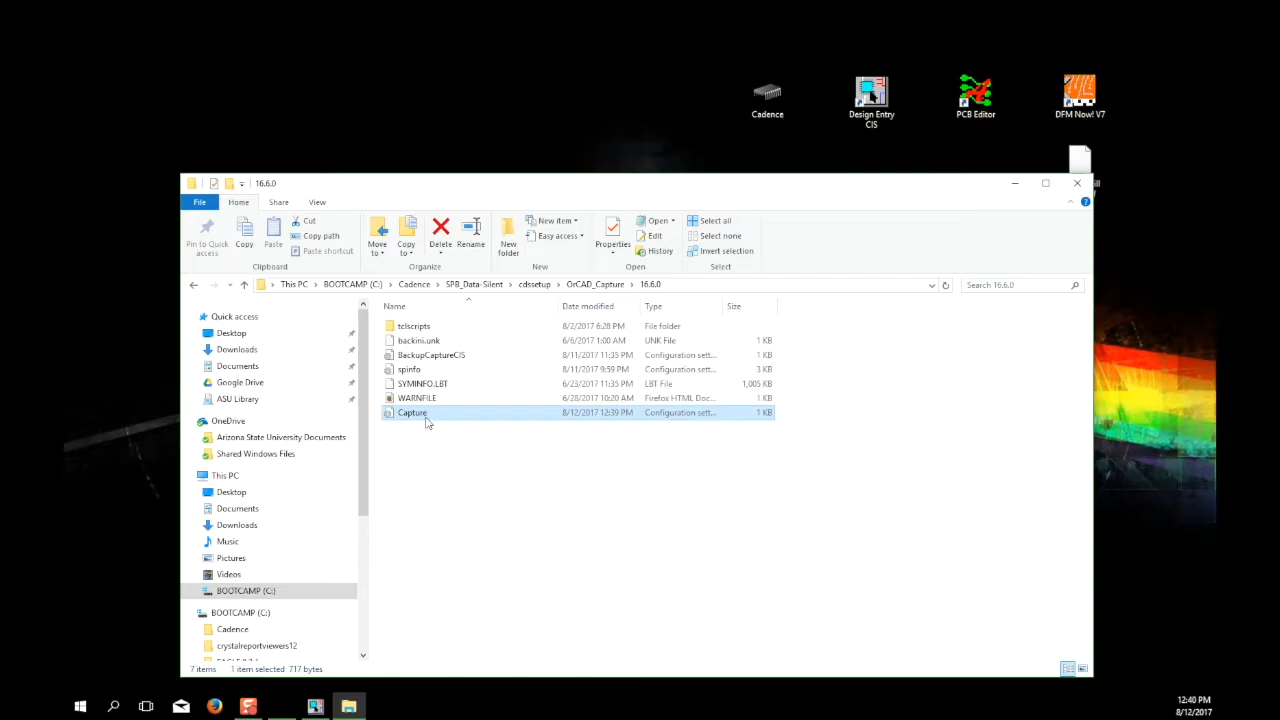 Cadence
Design Entry
CIS
PCB Editor
DFM Now! V7
16.6.0
File
Home
Share
View
Pin to Quick
access
Copy
Paste
Cut
Copy path
Paste shortcut
Clipboard
Move
to
Copy
to
Delete
Rename
Organize
New
folder
New item
Easy access
New
Properties
Open
Edit
History
Open
Select all
Select none
Invert selection
Select
This PC > BOOTCAMP (C:) > Cadence > SPB_Data-Silent > cdssetup > OrCAD_Capture > 16.6.0
Search 16.6.0
Name Date modified Type Size
tclscripts 8/2/2017 6:28 PM File folder
backini.unk 6/6/2017 1:00 AM UNK File 1 KB
BackupCaptureCIS 8/11/2017 11:35 PM Configuration sett... 1 KB
spinfo 8/11/2017 9:59 PM Configuration sett... 3 KB
SYMINFO.LBT 6/23/2017 11:35 PM LBT File 1,005 KB
WARNFILE 6/28/2017 10:20 AM Firefox HTML Doc... 1 KB
Capture 8/12/2017 12:39 PM Configuration sett... 1 KB
Quick access
Desktop
Downloads
Documents
Google Drive
ASU Library
OneDrive
Arizona State University Documents
Shared Windows Files
This PC
Desktop
Documents
Downloads
Music
Pictures
Videos
BOOTCAMP (C:)
BOOTCAMP (C:)
Cadence
crystalreportviewers12
7 items 1 item selected 717 bytes
12:40 PM
8/12/2017